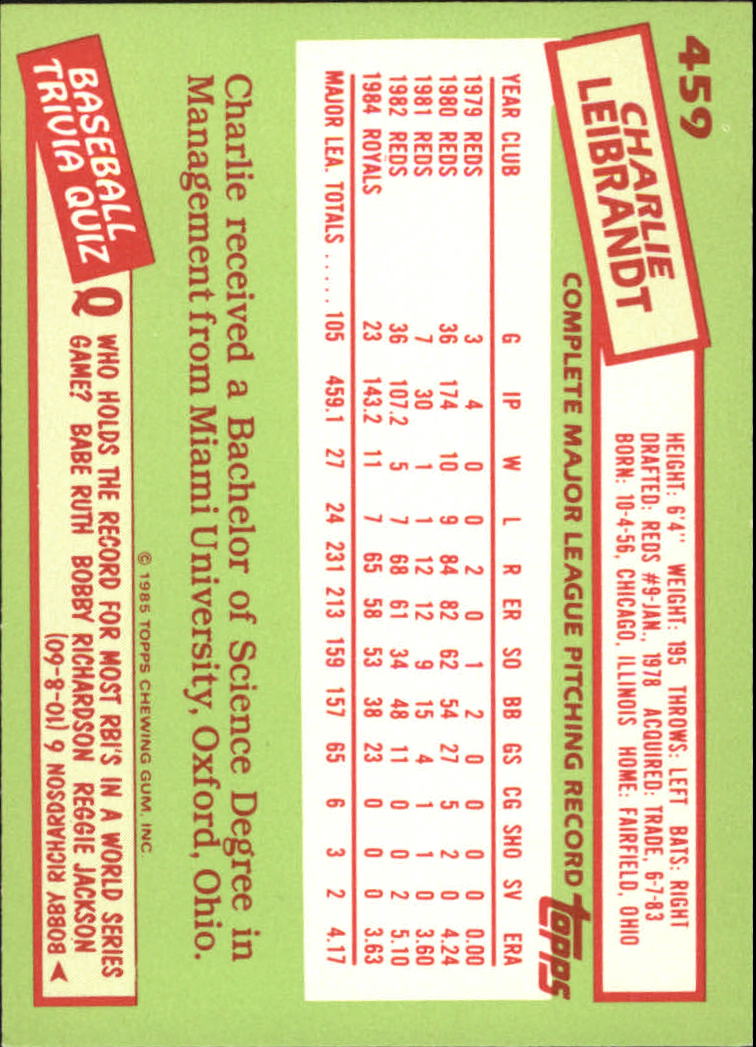 459
CHARLIE
LEIBRANDT
HEIGHT: 6'4" WEIGHT: 195 THROWS: LEFT BATS: RIGHT
DRAFTED: REDS #9-JAN., 1978 ACQUIRED: TRADE, 6-7-83
BORN: 10-4-56, CHICAGO, ILLINOIS HOME: FAIRFIELD, OHIO
COMPLETE MAJOR LEAGUE PITCHING RECORD topps
YEAR CLUB G IP W L R ER SO BB GS CG SHO SV ERA
1979 REDS 3 4 0 0 2 0 1 2 0 0 0 0 0.00
1980 REDS 36 174 10 9 84 82 62 54 27 5 2 0 4.24
1981 REDS 7 30 1 1 12 12 9 15 4 1 1 0 3.60
1982 REDS 36 107.2 5 7 68 61 34 48 11 0 0 2 5.10
1984 ROYALS 23 143.2 11 7 65 58 53 38 23 0 0 0 3.63
MAJOR LEA. TOTALS ..... 105 459.1 27 24 231 213 159 157 65 6 3 2 4.17
Charlie received a Bachelor of Science Degree in
Management from Miami University, Oxford, Ohio.
© 1985 TOPPS CHEWING GUM, INC.
BASEBALL
TRIVIA QUIZ
Q WHO HOLDS THE RECORD FOR MOST RBI'S IN A WORLD SERIES
GAME? BABE RUTH BOBBY RICHARDSON REGGIE JACKSON
BOBBY RICHARDSON 6 (10-8-60)